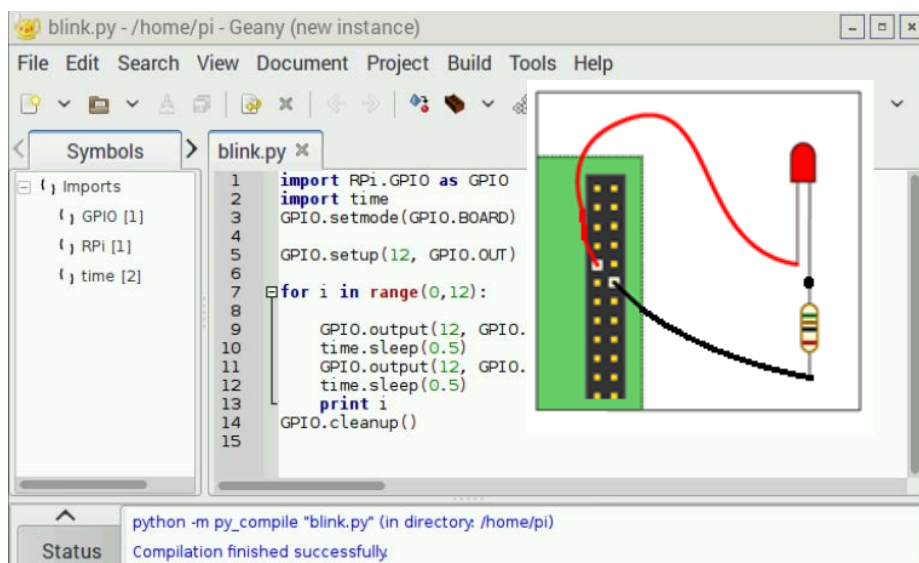 blink.py - /home/pi - Geany (new instance)
File Edit Search View Document Project Build Tools Help
Symbols
Imports
GPIO [1]
RPi [1]
time [2]
blink.py
1 import RPi.GPIO as GPIO
2 import time
3 GPIO.setmode(GPIO.BOARD)
4
5 GPIO.setup(12, GPIO.OUT)
6
7 for i in range(0,12):
8
9 GPIO.output(12, GPIO.
10 time.sleep(0.5)
11 GPIO.output(12, GPIO.
12 time.sleep(0.5)
13 print i
14 GPIO.cleanup()
15
Status
python -m py_compile "blink.py" (in directory: /home/pi)
Compilation finished successfully.